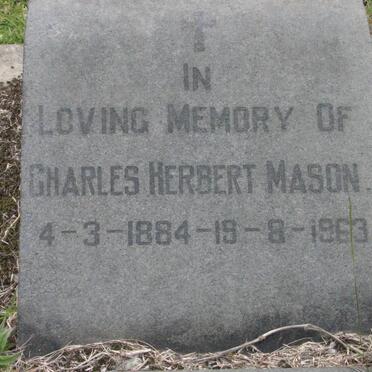 IN
LOVING MEMORY OF
CHARLES HERBERT MASON.
4-3-1884-19-8-1963